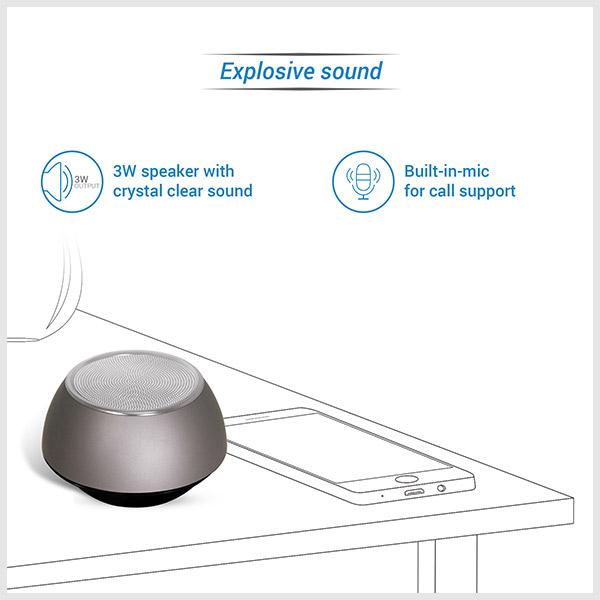 Explosive sound
3W
OUTPUT
3W speaker with
crystal clear sound
Built-in-mic
for call support